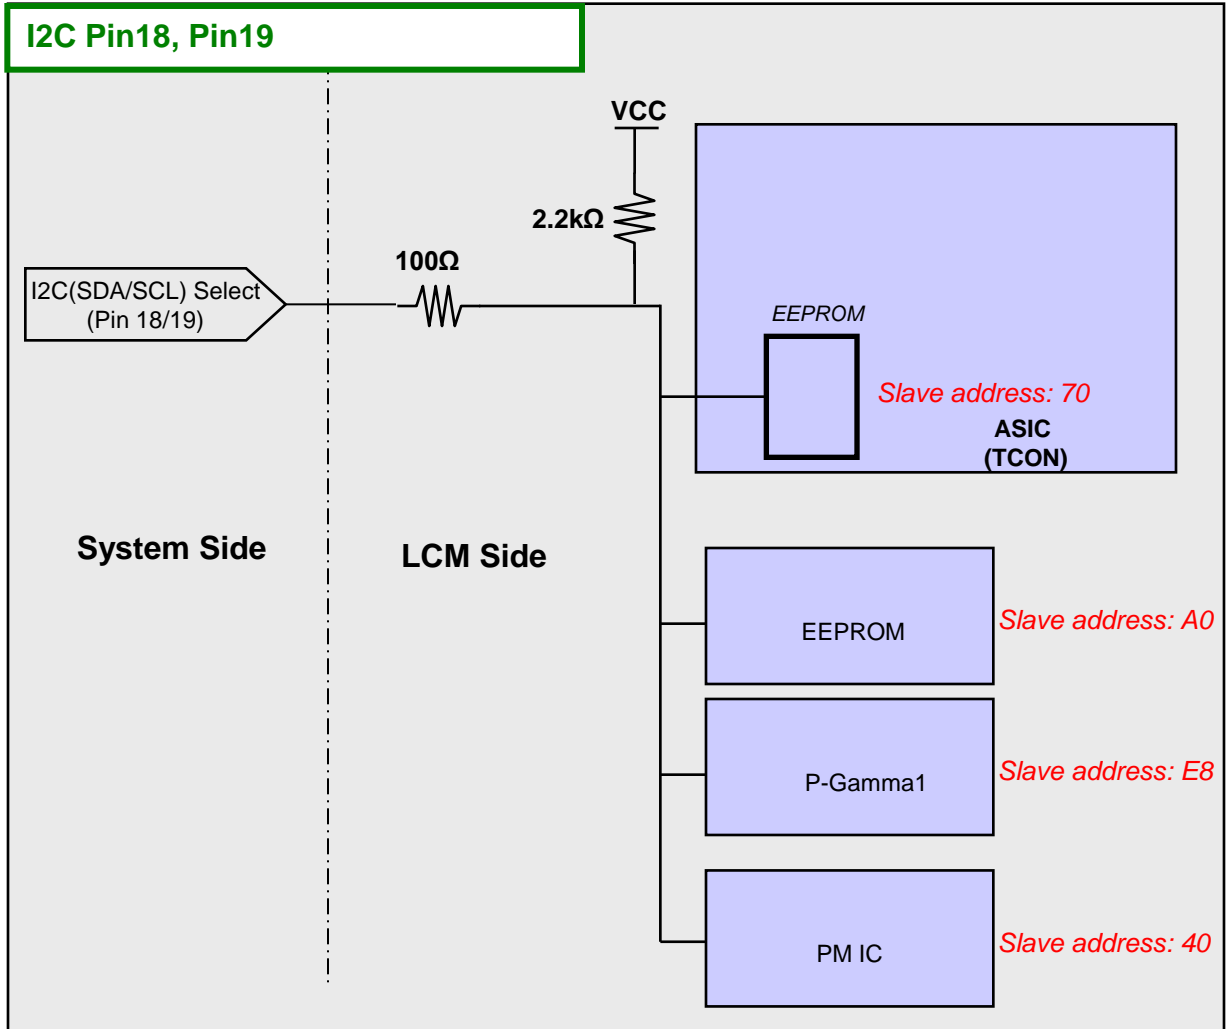 I2C Pin18, Pin19
VCC
2.2kΩ
100Ω
I2C(SDA/SCL) Select
(Pin 18/19)
EEPROM
Slave address: 70
ASIC
(TCON)
System Side
LCM Side
EEPROM
Slave address: A0
P-Gamma1
Slave address: E8
PM IC
Slave address: 40